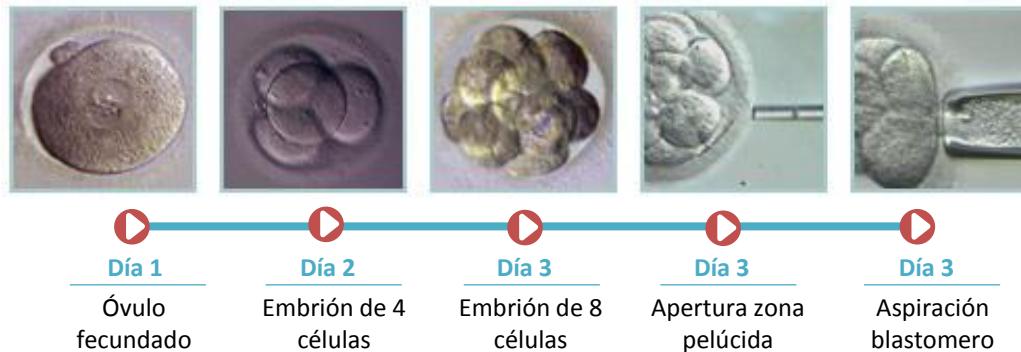 Día 1
Óvulo
fecundado
Día 2
Embrión de 4
células
Día 3
Embrión de 8
células
Día 3
Apertura zona
pelúcida
Día 3
Aspiración
blastomero